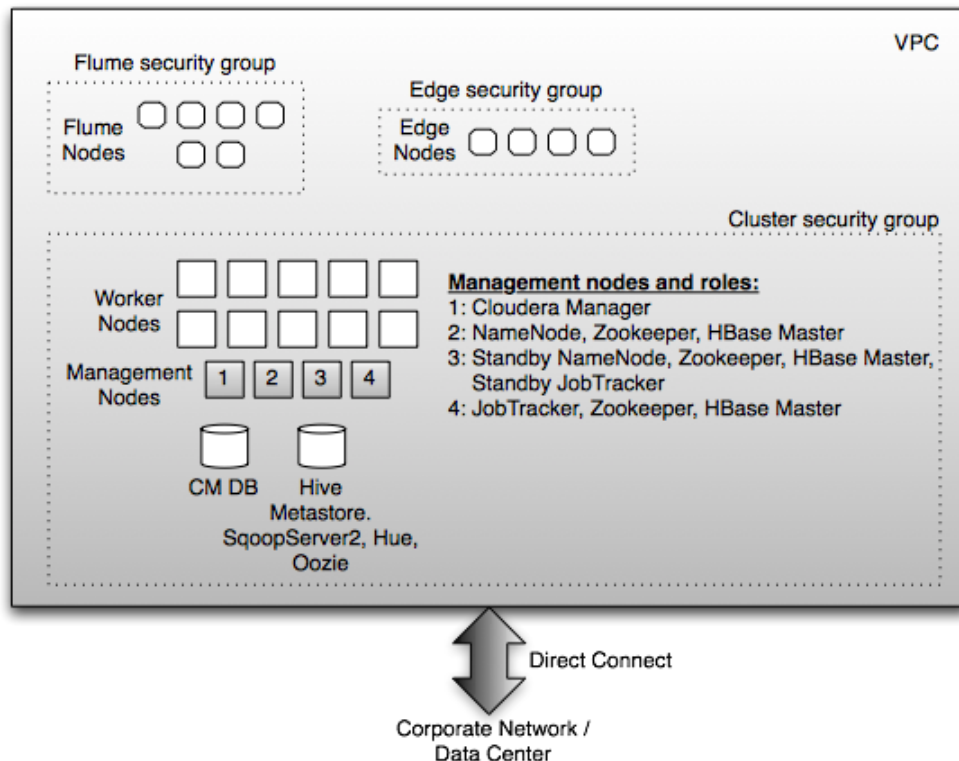 VPC
Flume security group
Flume
Nodes
Edge security group
Edge
Nodes
Cluster security group
Worker
Nodes
Management
Nodes
1 2 3 4
Management nodes and roles:
1: Cloudera Manager
2: NameNode, Zookeeper, HBase Master
3: Standby NameNode, Zookeeper, HBase Master,
Standby JobTracker
4: JobTracker, Zookeeper, HBase Master
CM DB
Hive
Metastore.
SqoopServer2, Hue,
Oozie
Direct Connect
Corporate Network /
Data Center